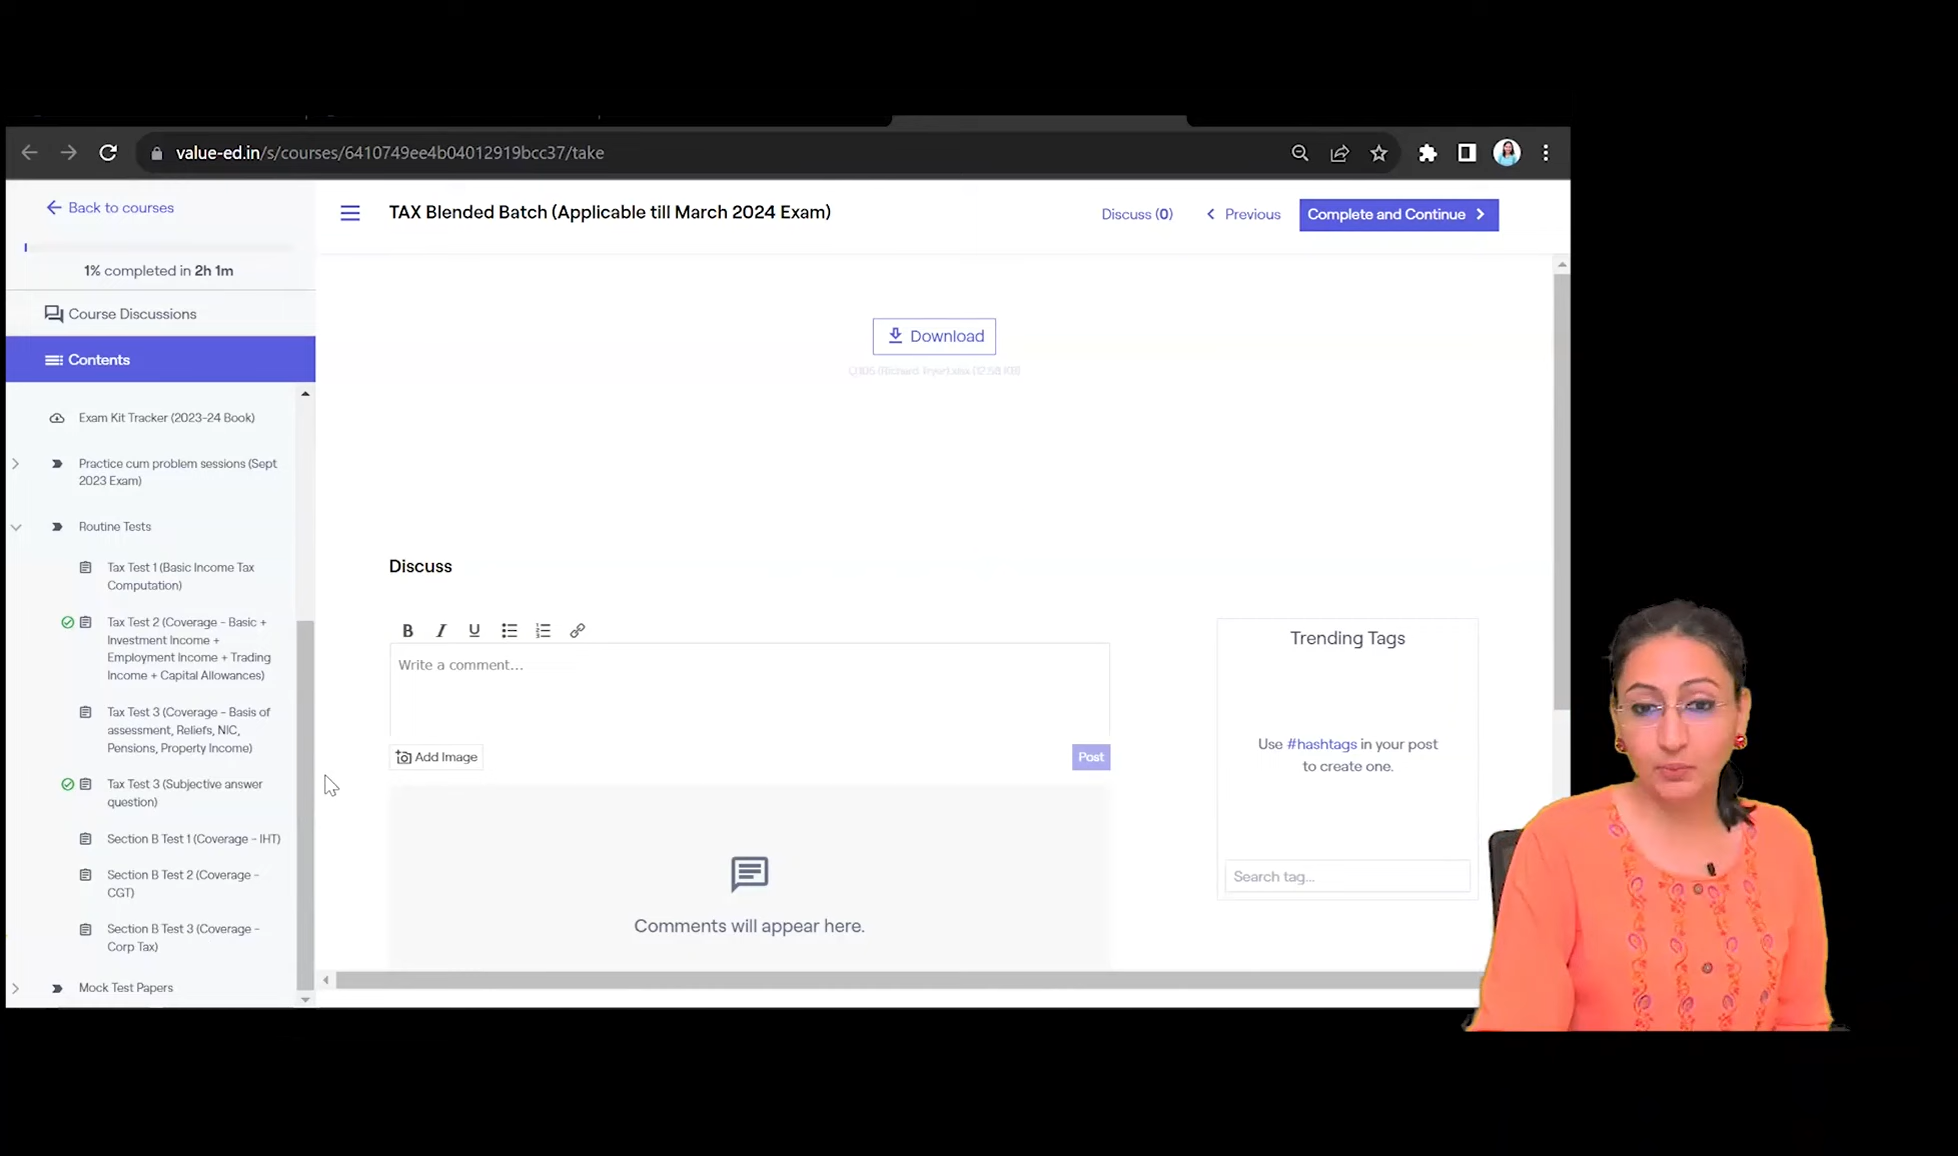 value-ed.in/s/courses/6410749ee4b04012919bcc37/take
Back to courses
1% completed in 2h 1m
Course Discussions
Contents
Exam Kit Tracker (2023-24 Book)
Practice cum problem sessions (Sept
2023 Exam)
Routine Tests
Tax Test 1 (Basic Income Tax
Computation)
Tax Test 2 (Coverage - Basic +
Investment Income +
Employment Income + Trading
Income + Capital Allowances)
Tax Test 3 (Coverage - Basis of
assessment, Reliefs, NIC,
Pensions, Property Income)
Tax Test 3 (Subjective answer
question)
Section B Test 1 (Coverage - IHT)
Section B Test 2 (Coverage -
CGT)
Section B Test 3 (Coverage -
Corp Tax)
Mock Test Papers
TAX Blended Batch (Applicable till March 2024 Exam)
Discuss (0)
Previous
Complete and Continue
Download
Discuss
B I U
Write a comment...
Add Image
Post
Comments will appear here.
Trending Tags
Use #hashtags in your post
to create one.
Search tag...